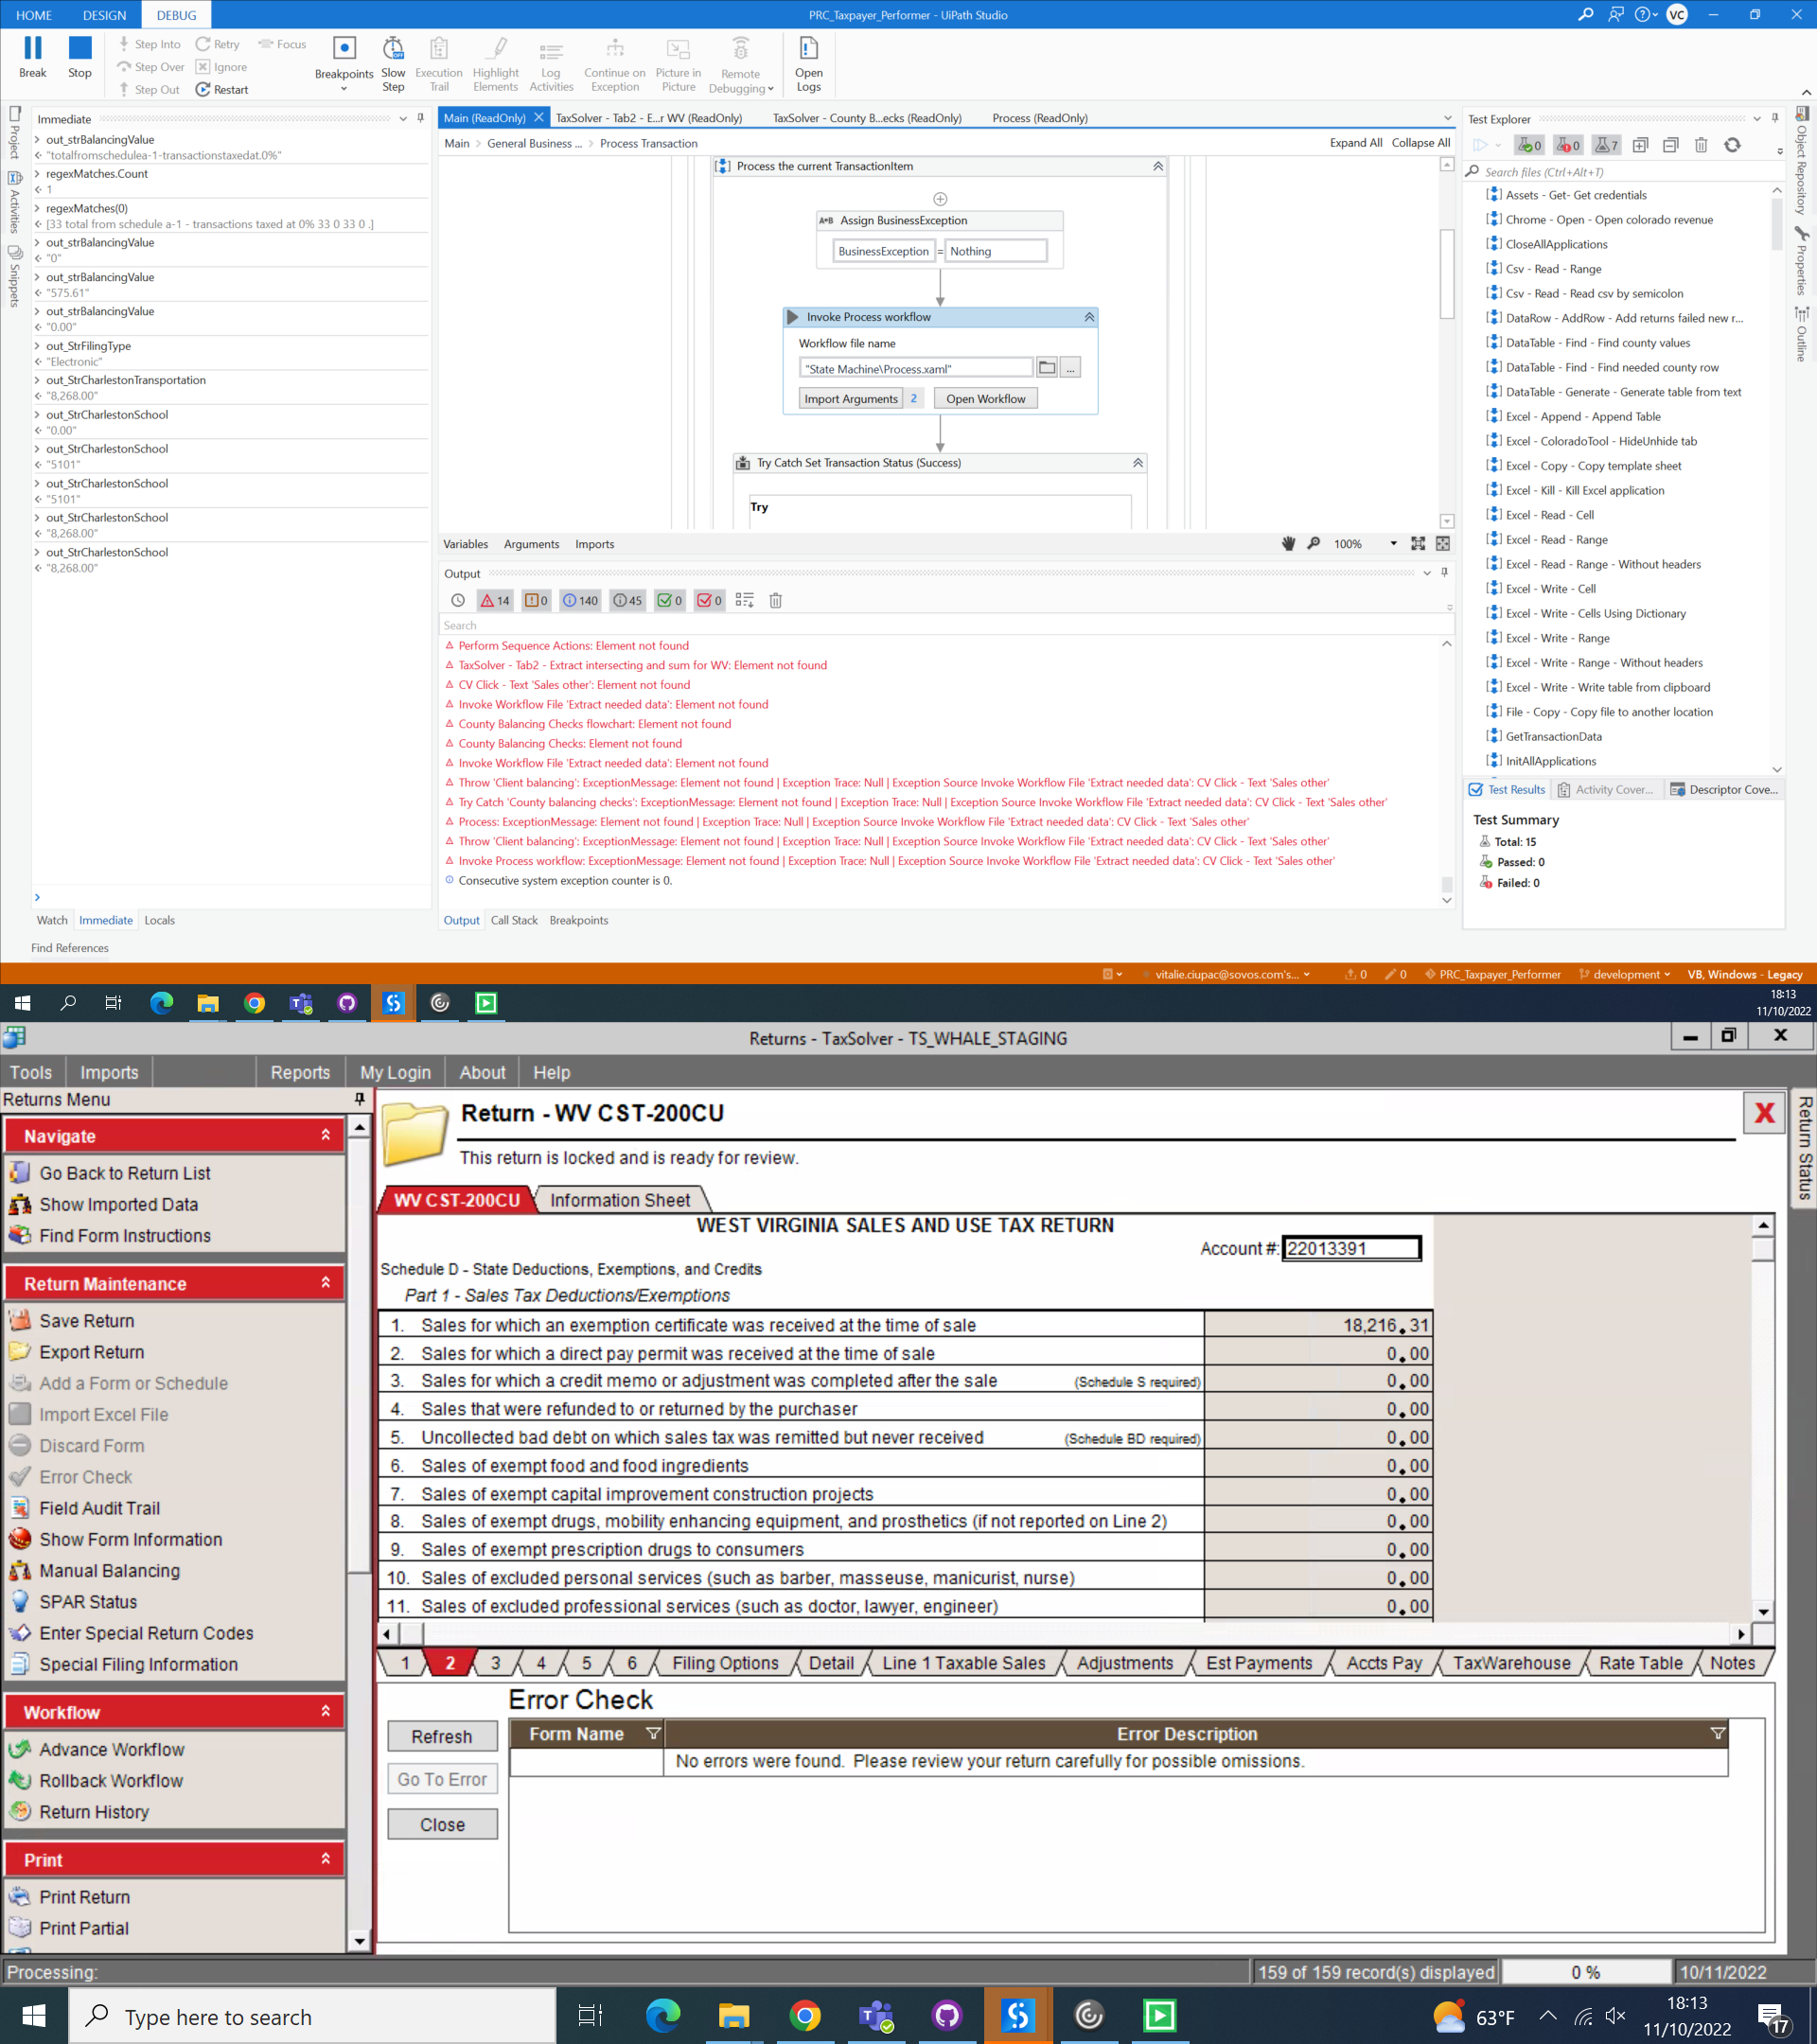 HOME DESIGN DEBUG PRC_Taxpayer_Performer - UiPath Studio VC
Break Stop Step Into Step Over Step Out Retry Ignore Restart Focus Breakpoints Slow Step Execution Trail Highlight Elements Log Activities Continue on Exception Picture in Picture Remote Debugging Open Logs
Project
Activities
Snippets
Immediate
out_strBalancingValue
"totalfromschedulea-1-transactionstaxedat.0%"
regexMatches.Count
1
regexMatches(0)
[33 total from schedule a-1 - transactions taxed at 0% 33 0 33 0 .]
out_strBalancingValue
"0"
out_strBalancingValue
"575.61"
out_strBalancingValue
"0.00"
out_StrFilingType
"Electronic"
out_StrCharlestonTransportation
"8,268.00"
out_StrCharlestonSchool
"0.00"
out_StrCharlestonSchool
"5101"
out_StrCharlestonSchool
"5101"
out_StrCharlestonSchool
"8,268.00"
out_StrCharlestonSchool
"8,268.00"
Watch Immediate Locals
Find References
Main (ReadOnly) TaxSolver - Tab2 - E...r WV (ReadOnly) TaxSolver - County B...ecks (ReadOnly) Process (ReadOnly)
Main > General Business ... > Process Transaction Expand All Collapse All
Process the current TransactionItem
A*B Assign BusinessException
BusinessException = Nothing
Invoke Process workflow
Workflow file name
"State Machine\Process.xaml" ...
Import Arguments 2 Open Workflow
Try Catch Set Transaction Status (Success)
Try
Variables Arguments Imports 100%
Output
14 0 140 45 0 0
Search
Perform Sequence Actions: Element not found
TaxSolver - Tab2 - Extract intersecting and sum for WV: Element not found
CV Click - Text 'Sales other': Element not found
Invoke Workflow File 'Extract needed data': Element not found
County Balancing Checks flowchart: Element not found
County Balancing Checks: Element not found
Invoke Workflow File 'Extract needed data': Element not found
Throw 'Client balancing': ExceptionMessage: Element not found | Exception Trace: Null | Exception Source Invoke Workflow File 'Extract needed data': CV Click - Text 'Sales other'
Try Catch 'County balancing checks': ExceptionMessage: Element not found | Exception Trace: Null | Exception Source Invoke Workflow File 'Extract needed data': CV Click - Text 'Sales other'
Process: ExceptionMessage: Element not found | Exception Trace: Null | Exception Source Invoke Workflow File 'Extract needed data': CV Click - Text 'Sales other'
Throw 'Client balancing': ExceptionMessage: Element not found | Exception Trace: Null | Exception Source Invoke Workflow File 'Extract needed data': CV Click - Text 'Sales other'
Invoke Process workflow: ExceptionMessage: Element not found | Exception Trace: Null | Exception Source Invoke Workflow File 'Extract needed data': CV Click - Text 'Sales other'
Consecutive system exception counter is 0.
Output Call Stack Breakpoints
Test Explorer
0 0 7
Search files (Ctrl+Alt+T)
Assets - Get- Get credentials
Chrome - Open - Open colorado revenue
CloseAllApplications
Csv - Read - Range
Csv - Read - Read csv by semicolon
DataRow - AddRow - Add returns failed new r...
DataTable - Find - Find county values
DataTable - Find - Find needed county row
DataTable - Generate - Generate table from text
Excel - Append - Append Table
Excel - ColoradoTool - HideUnhide tab
Excel - Copy - Copy template sheet
Excel - Kill - Kill Excel application
Excel - Read - Cell
Excel - Read - Range
Excel - Read - Range - Without headers
Excel - Write - Cell
Excel - Write - Cells Using Dictionary
Excel - Write - Range
Excel - Write - Range - Without headers
Excel - Write - Write table from clipboard
File - Copy - Copy file to another location
GetTransactionData
InitAllApplications
Test Results Activity Cover... Descriptor Cove...
Test Summary
Total: 15
Passed: 0
Failed: 0
Object Repository
Properties
Outline
vitalie.ciupac@sovos.com's... 0 0 PRC_Taxpayer_Performer development VB, Windows - Legacy
18:13
11/10/2022
Returns - TaxSolver - TS_WHALE_STAGING
Tools Imports Reports My Login About Help
Returns Menu
Navigate
Go Back to Return List
Show Imported Data
Find Form Instructions
Return Maintenance
Save Return
Export Return
Add a Form or Schedule
Import Excel File
Discard Form
Error Check
Field Audit Trail
Show Form Information
Manual Balancing
SPAR Status
Enter Special Return Codes
Special Filing Information
Workflow
Advance Workflow
Rollback Workflow
Return History
Print
Print Return
Print Partial
Return - WV CST-200CU
X
This return is locked and is ready for review.
Return Status
WV CST-200CU Information Sheet
WEST VIRGINIA SALES AND USE TAX RETURN
Account #: 22013391
Schedule D - State Deductions, Exemptions, and Credits
Part 1 - Sales Tax Deductions/Exemptions
1. Sales for which an exemption certificate was received at the time of sale 18,216.31
2. Sales for which a direct pay permit was received at the time of sale 0.00
3. Sales for which a credit memo or adjustment was completed after the sale (Schedule S required) 0.00
4. Sales that were refunded to or returned by the purchaser 0.00
5. Uncollected bad debt on which sales tax was remitted but never received (Schedule BD required) 0.00
6. Sales of exempt food and food ingredients 0.00
7. Sales of exempt capital improvement construction projects 0.00
8. Sales of exempt drugs, mobility enhancing equipment, and prosthetics (if not reported on Line 2) 0.00
9. Sales of exempt prescription drugs to consumers 0.00
10. Sales of excluded personal services (such as barber, masseuse, manicurist, nurse) 0.00
11. Sales of excluded professional services (such as doctor, lawyer, engineer) 0.00
1 2 3 4 5 6 Filing Options Detail Line 1 Taxable Sales Adjustments Est Payments Accts Pay TaxWarehouse Rate Table Notes
Error Check
Refresh
Go To Error
Close
Form Name Error Description
No errors were found. Please review your return carefully for possible omissions.
Processing: 159 of 159 record(s) displayed 0 % 10/11/2022
Type here to search 63°F 18:13
11/10/2022 17